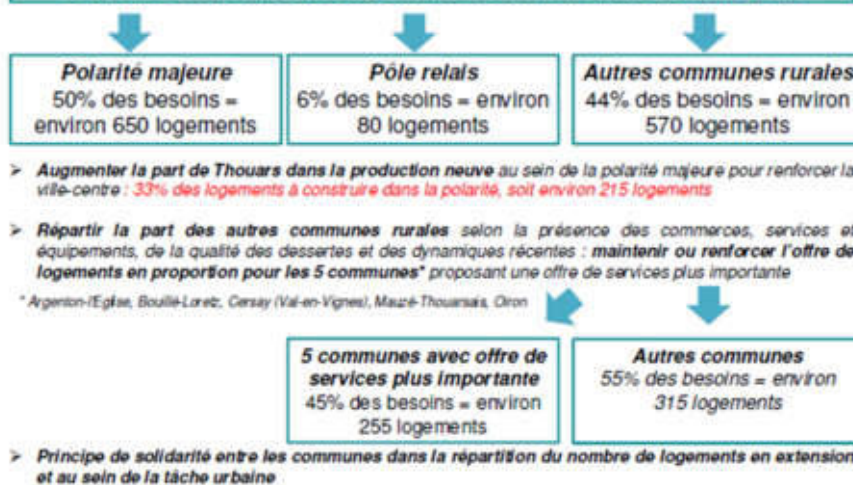 Polarité majeure
50% des besoins =
environ 650 logements
Pôle relais
6% des besoins = environ
80 logements
Autres communes rurales
44% des besoins = environ
570 logements
➢ Augmenter la part de Thouars dans la production neuve au sein de la polarité majeure pour renforcer la
ville-centre : 33% des logements à construire dans la polarité, soit environ 215 logements
➢ Répartir la part des autres communes rurales selon la présence des commerces, services et
équipements, de la qualité des dessertes et des dynamiques récentes : maintenir ou renforcer l'offre de
logements en proportion pour les 5 communes* proposant une offre de services plus importante
* Argenton-l'Eglise, Bouillé-Loretz, Cersay (Val-en-Vignes), Mauzé-Thouarsais, Oiron
5 communes avec offre de
services plus importante
45% des besoins = environ
255 logements
Autres communes
55% des besoins = environ
315 logements
➢ Principe de solidarité entre les communes dans la répartition du nombre de logements en extension
et au sein de la tâche urbaine